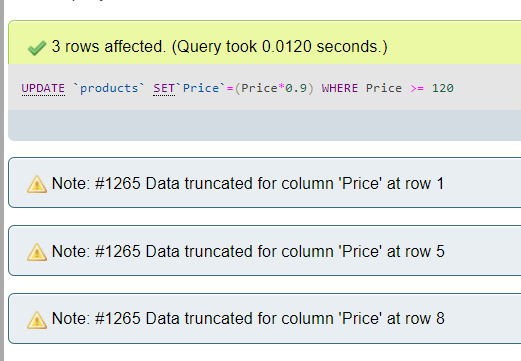 3 rows affected. (Query took 0.0120 seconds.)
UPDATE `products` SET`Price`=(Price*0.9) WHERE Price >= 120
Note: #1265 Data truncated for column 'Price' at row 1
Note: #1265 Data truncated for column 'Price' at row 5
Note: #1265 Data truncated for column 'Price' at row 8